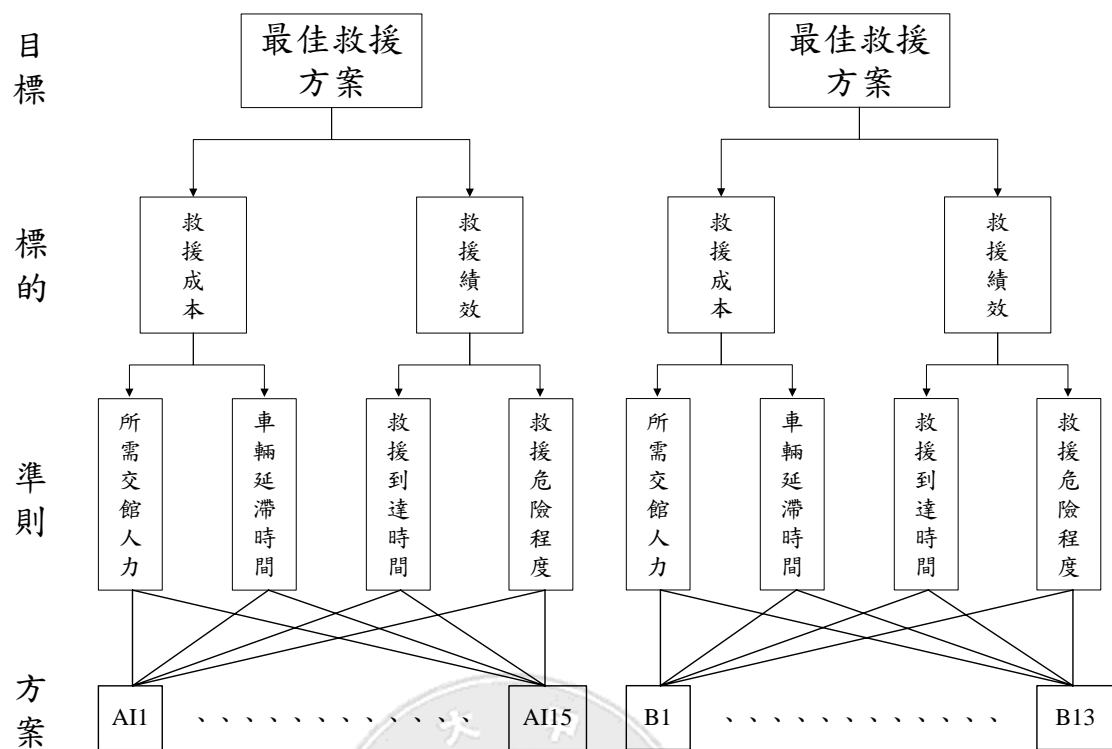 目標
最佳救援
方案
最佳救援
方案
標的
救援成本
救援績效
救援成本
救援績效
準則
所需交館人力
車輛延滯時間
救援到達時間
救援危險程度
所需交館人力
車輛延滯時間
救援到達時間
救援危險程度
方案
AI1
、、、、、、、、、、、、
AI15
B1
、、、、、、、、、、、、
B13
大